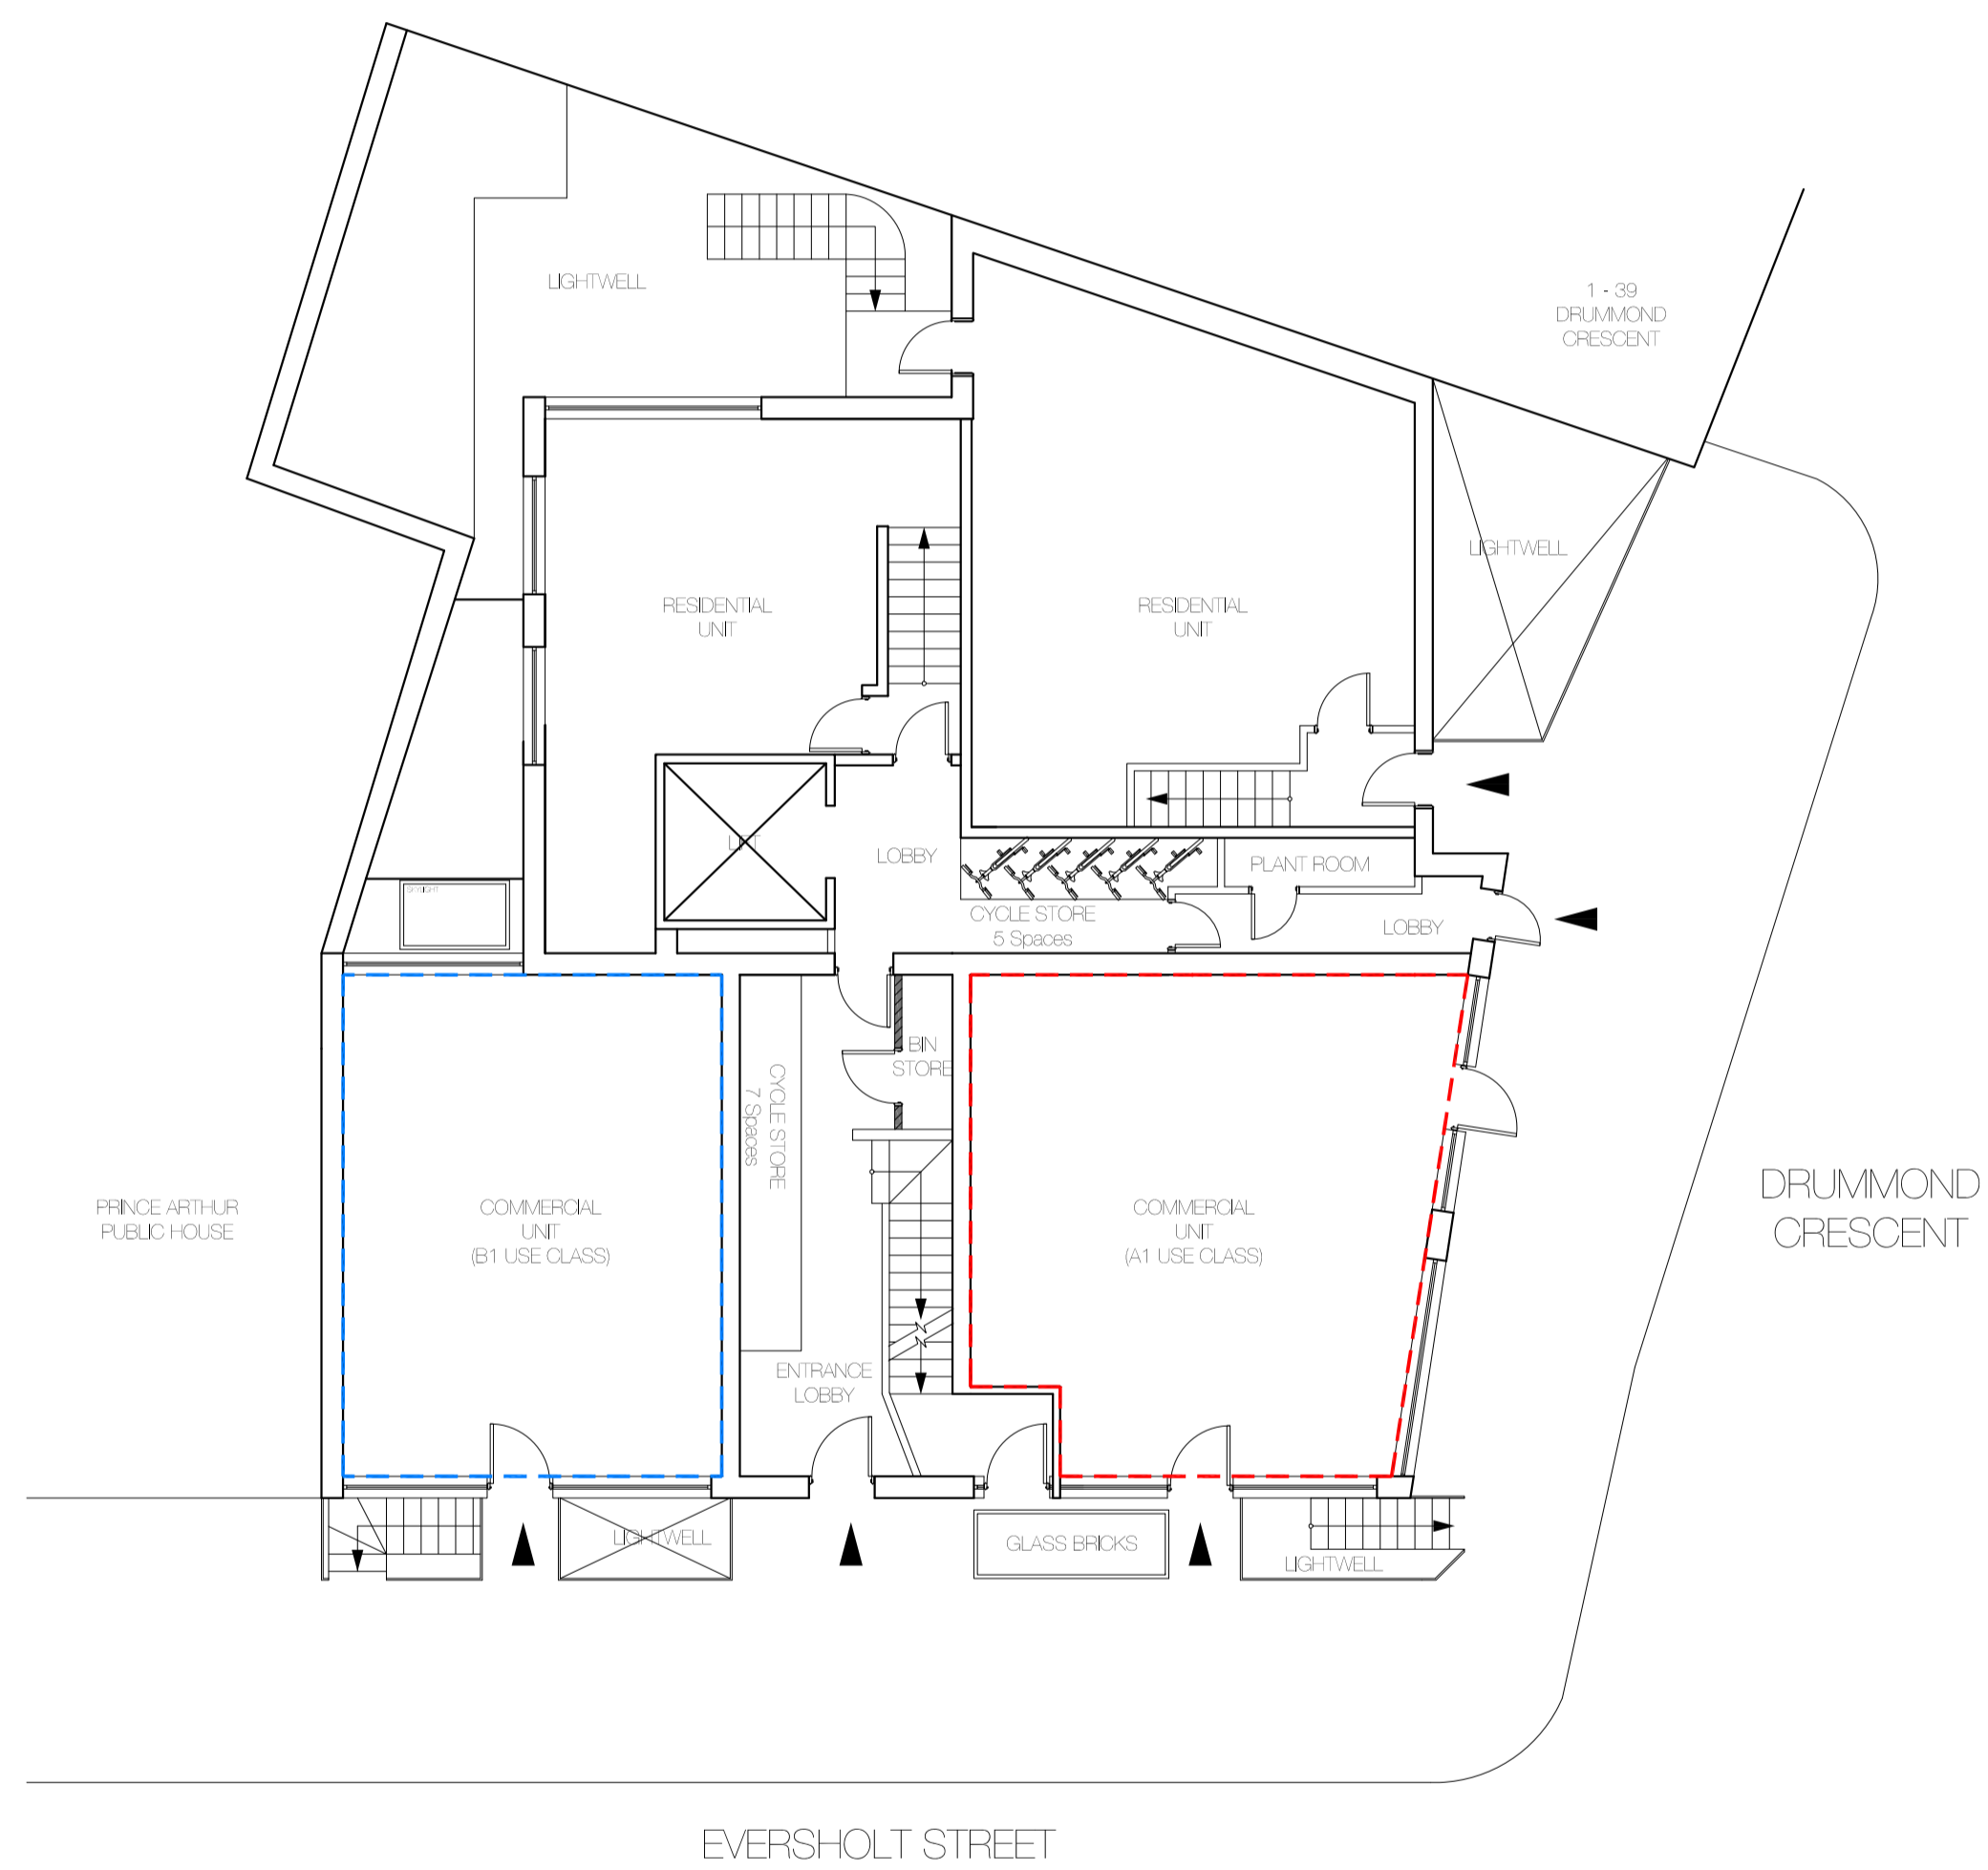 LIGHTWELL
1 - 39
DRUMMOND
CRESCENT
LIGHTWELL
RESIDENTIAL
UNIT
RESIDENTIAL
UNIT
LIFT
LOBBY
PLANT ROOM
SKYLIGHT
CYCLE STORE
5 Spaces
LOBBY
BIN
STORE
CYCLE STORE
7 Spaces
PRINCE ARTHUR
PUBLIC HOUSE
COMMERCIAL
UNIT
(B1 USE CLASS)
COMMERCIAL
UNIT
(A1 USE CLASS)
DRUMMOND
CRESCENT
ENTRANCE
LOBBY
LIGHTWELL
GLASS BRICKS
LIGHTWELL
EVERSHOLT STREET